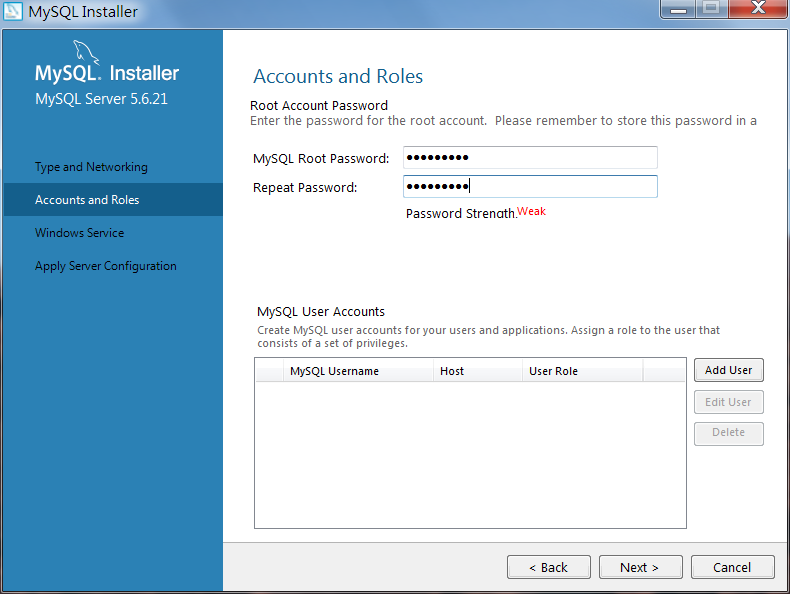 MySQL Installer
MySQL. Installer
MySQL Server 5.6.21
Type and Networking
Accounts and Roles
Windows Service
Apply Server Configuration
Accounts and Roles
Root Account Password
Enter the password for the root account. Please remember to store this password in a
MySQL Root Password: ●●●●●●●●●
Repeat Password: ●●●●●●●●●
Password Strength.Weak
MySQL User Accounts
Create MySQL user accounts for your users and applications. Assign a role to the user that
consists of a set of privileges.
MySQL Username Host User Role
Add User
Edit User
Delete
< Back Next > Cancel